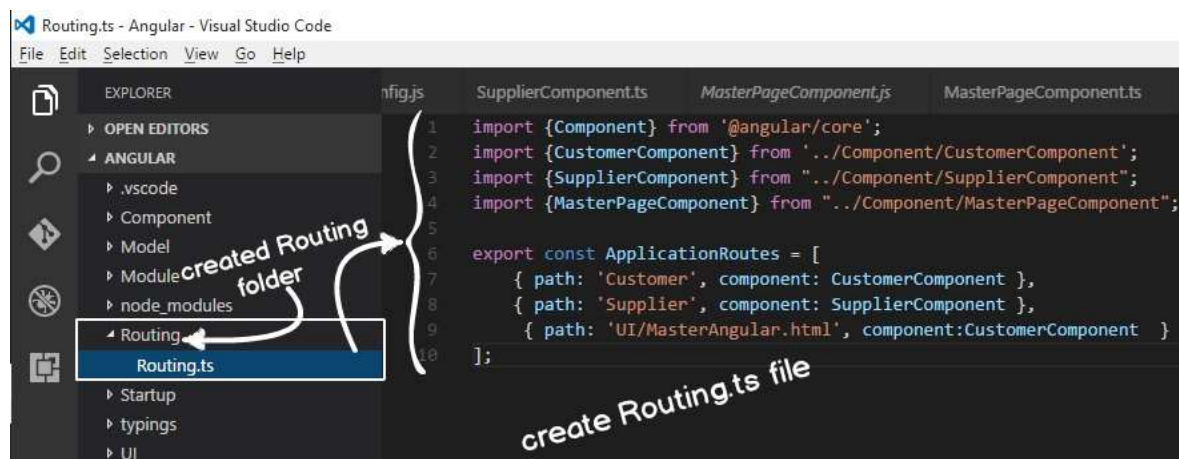 Routing.ts - Angular - Visual Studio Code
File Edit Selection View Go Help
EXPLORER
OPEN EDITORS
ANGULAR
.vscode
Component
Model
Module
node_modules
Routing
Routing.ts
Startup
typings
UI
created Routing
folder
nfig.js SupplierComponent.ts MasterPageComponent.js MasterPageComponent.ts
1 import {Component} from '@angular/core';
2 import {CustomerComponent} from '../Component/CustomerComponent';
3 import {SupplierComponent} from "../Component/SupplierComponent";
4 import {MasterPageComponent} from "../Component/MasterPageComponent";
5
6 export const ApplicationRoutes = [
7 { path: 'Customer', component: CustomerComponent },
8 { path: 'Supplier', component: SupplierComponent },
9 { path: 'UI/MasterAngular.html', component:CustomerComponent }
10 ];
create Routing.ts file